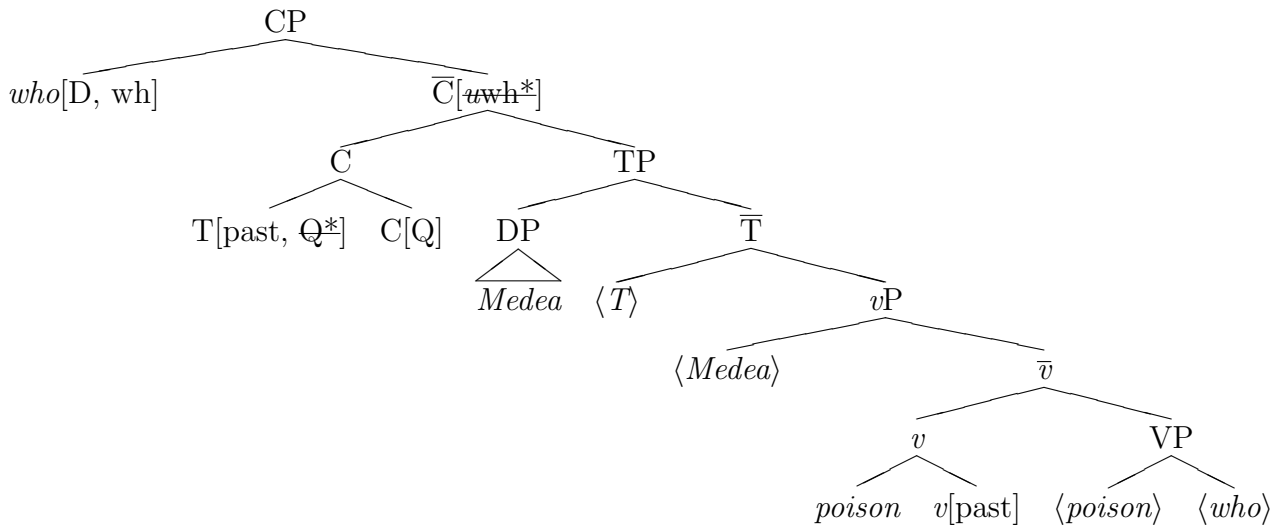 CP
who[D, wh] C̅[uwh*]
C TP
T[past, Q*] C[Q] DP T̅
Medea ⟨T⟩ vP
⟨Medea⟩ v̅
v VP
poison v[past] ⟨poison⟩ ⟨who⟩